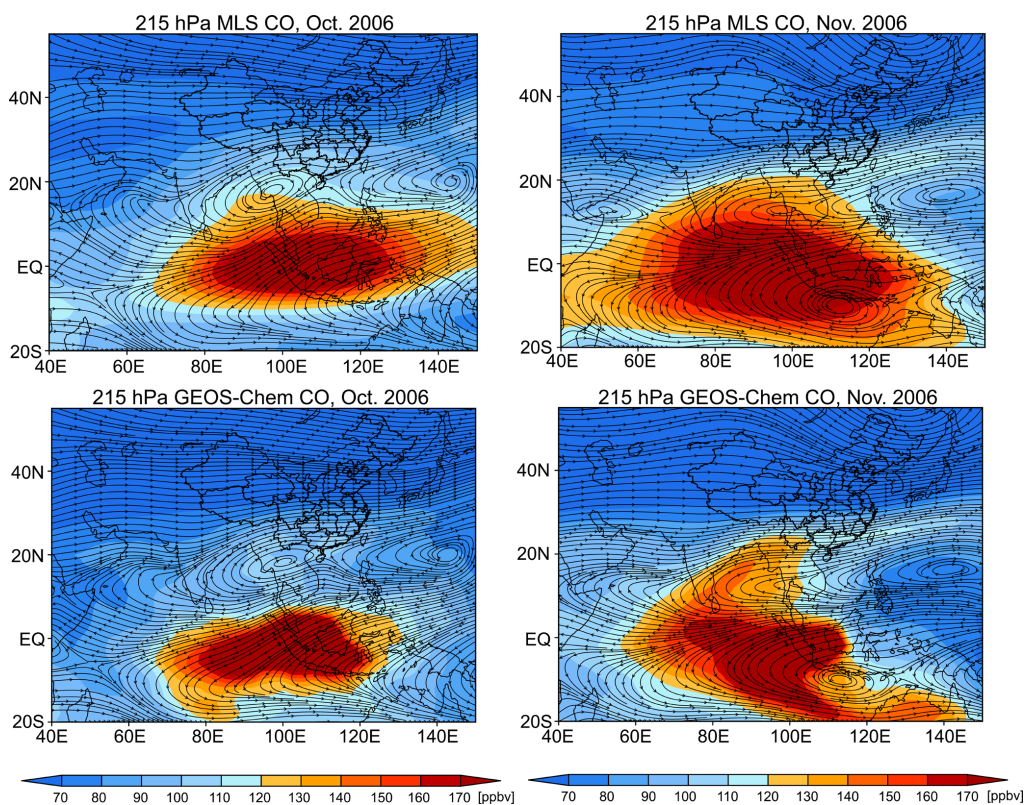 215 hPa MLS CO, Oct. 2006
215 hPa MLS CO, Nov. 2006
40N
20N
EQ
20S
40E 60E 80E 100E 120E 140E
40N
20N
EQ
20S
40E 60E 80E 100E 120E 140E
215 hPa GEOS-Chem CO, Oct. 2006
215 hPa GEOS-Chem CO, Nov. 2006
40N
20N
EQ
20S
40E 60E 80E 100E 120E 140E
40N
20N
EQ
20S
40E 60E 80E 100E 120E 140E
70 80 90 100 110 120 130 140 150 160 170 [ppbv]
70 80 90 100 110 120 130 140 150 160 170 [ppbv]